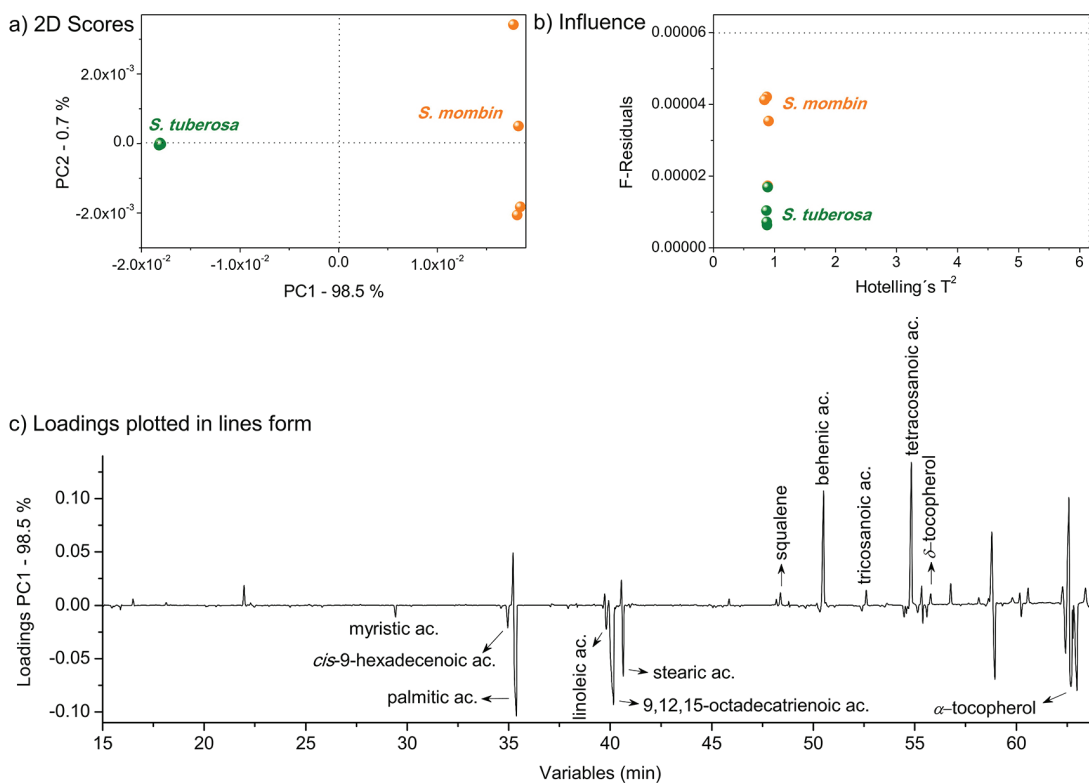 a) 2D Scores
2.0x10⁻³
0.0
-2.0x10⁻³
PC2 - 0.7 %
S. tuberosa
S. mombin
-2.0x10⁻²
-1.0x10⁻²
0.0
1.0x10⁻²
PC1 - 98.5 %
b) Influence
0.00006
0.00004
0.00002
0.00000
F-Residuals
S. mombin
S. tuberosa
0
1
2
3
4
5
6
Hotelling´s T²
c) Loadings plotted in lines form
0.10
0.05
0.00
-0.05
-0.10
Loadings PC1 - 98.5 %
myristic ac.
cis-9-hexadecenoic ac.
palmitic ac.
linoleic ac.
stearic ac.
9,12,15-octadecatrienoic ac.
squalene
behenic ac.
tricosanoic ac.
tetracosanoic ac.
δ–tocopherol
α–tocopherol
15
20
25
30
35
40
45
50
55
60
Variables (min)